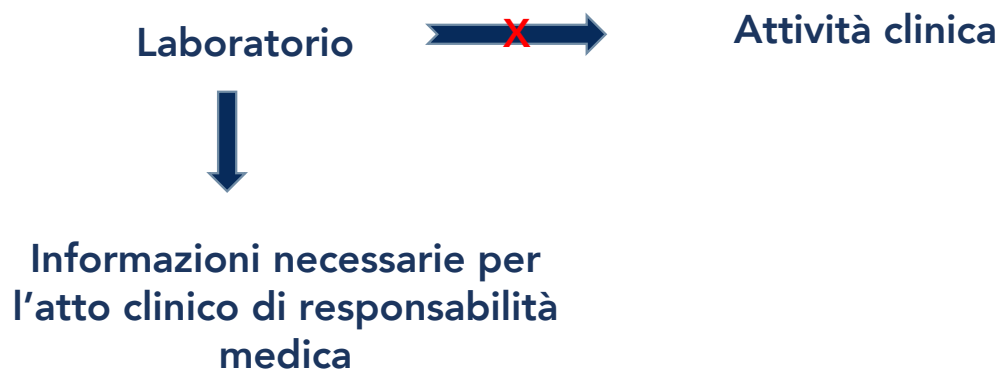 Laboratorio
X
Attività clinica
Informazioni necessarie per
l’atto clinico di responsabilità
medica